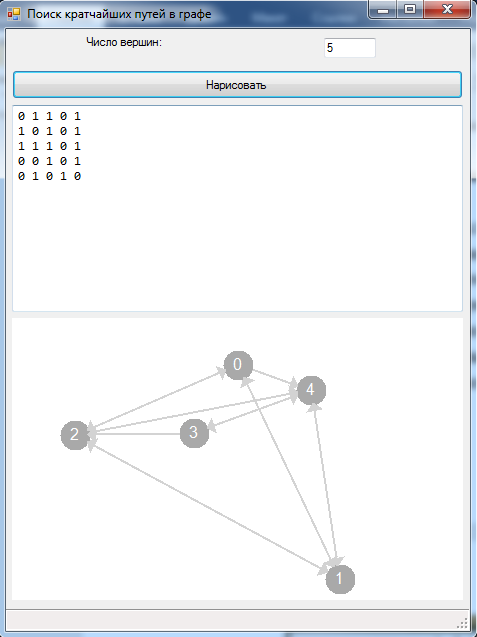 Поиск кратчайших путей в графе
Число вершин:
5
Нарисовать
0 1 1 0 1
1 0 1 0 1
1 1 1 0 1
0 0 1 0 1
0 1 0 1 0
0
4
3
2
1